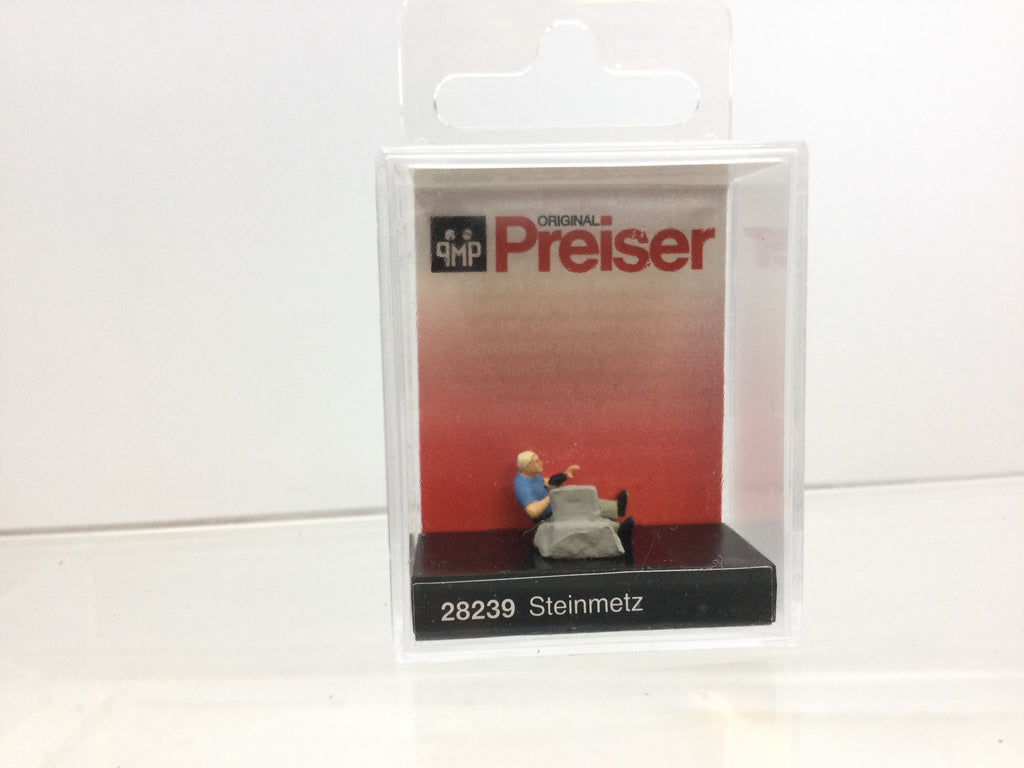 PMP
ORIGINAL
Preiser
28239 Steinmetz